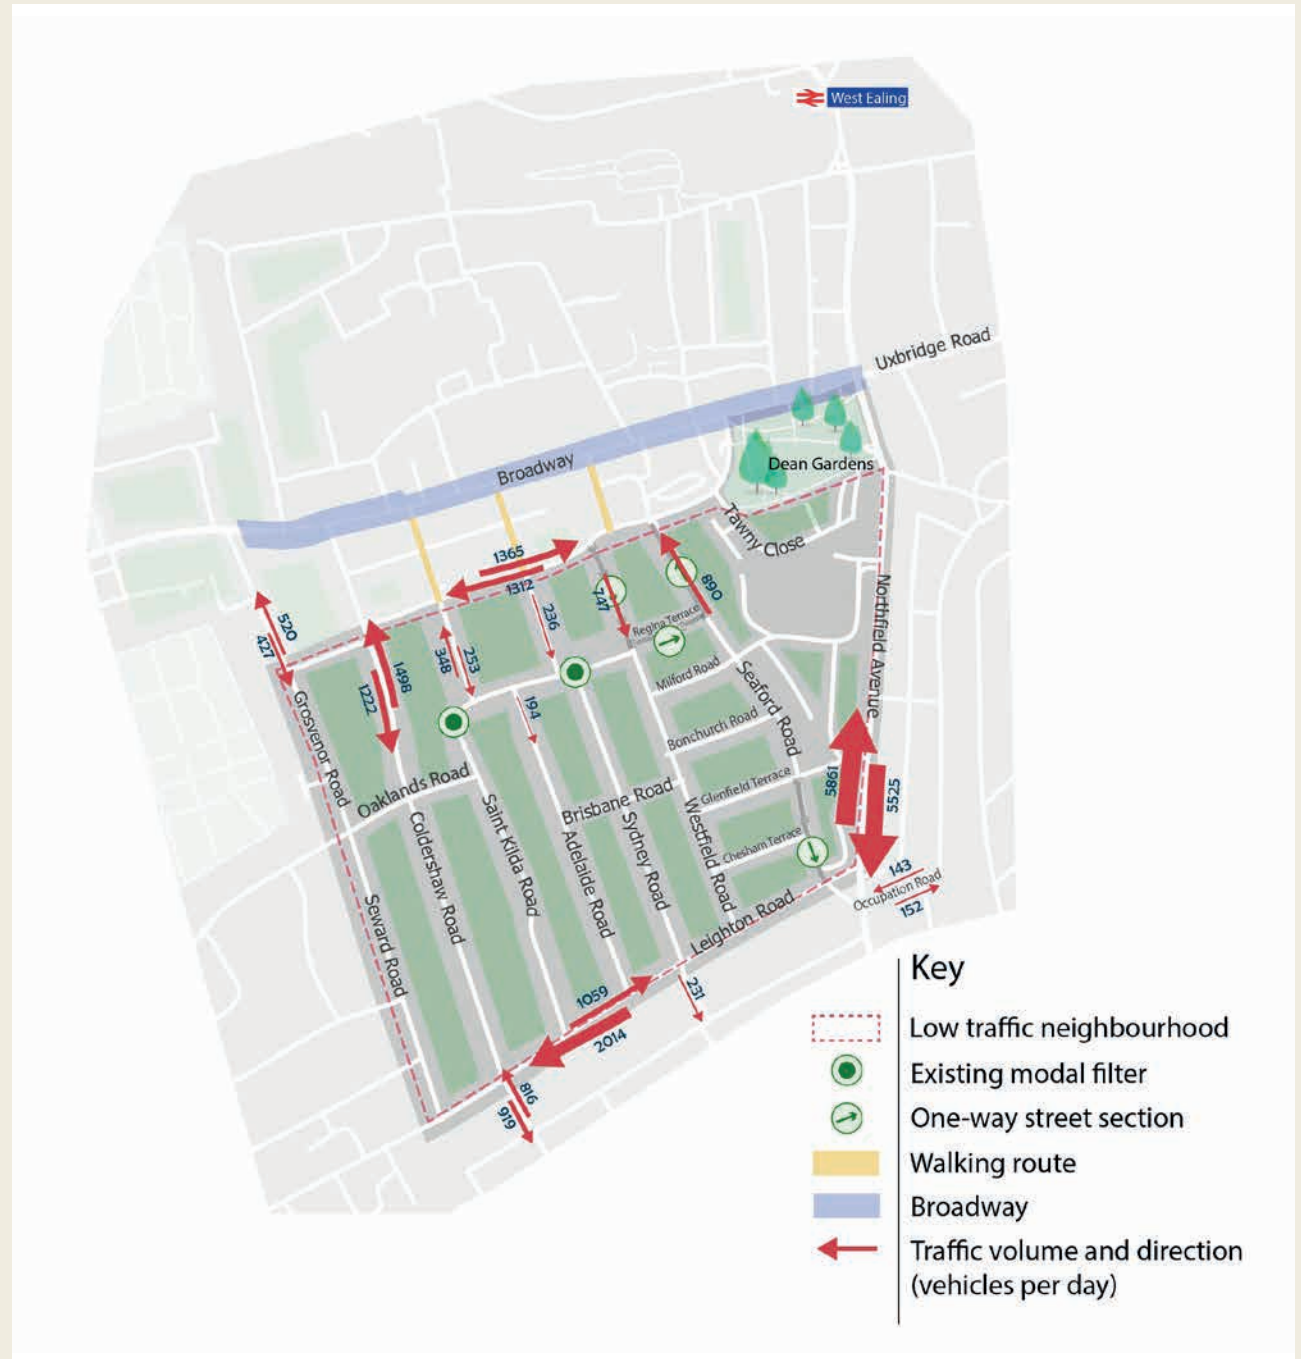 West Ealing
Uxbridge Road
Broadway
Dean Gardens
Tawny Close
1365
1312
236
747
890
Regina Terrace
520
427
348
253
1498
1222
194
Milford Road
Seaford Road
Northfield Avenue
Grosvenor Road
Bonchurch Road
Oaklands Road
Glenfield Terrace
5861
5525
Brisbane Road
Coldershaw Road
Saint Kilda Road
Adelaide Road
Sydney Road
Westfield Road
Chesham Terrace
143
Occupation Road
152
Seward Road
Leighton Road
1059
2014
231
816
919
Key
Low traffic neighbourhood
Existing modal filter
One-way street section
Walking route
Broadway
Traffic volume and direction
(vehicles per day)